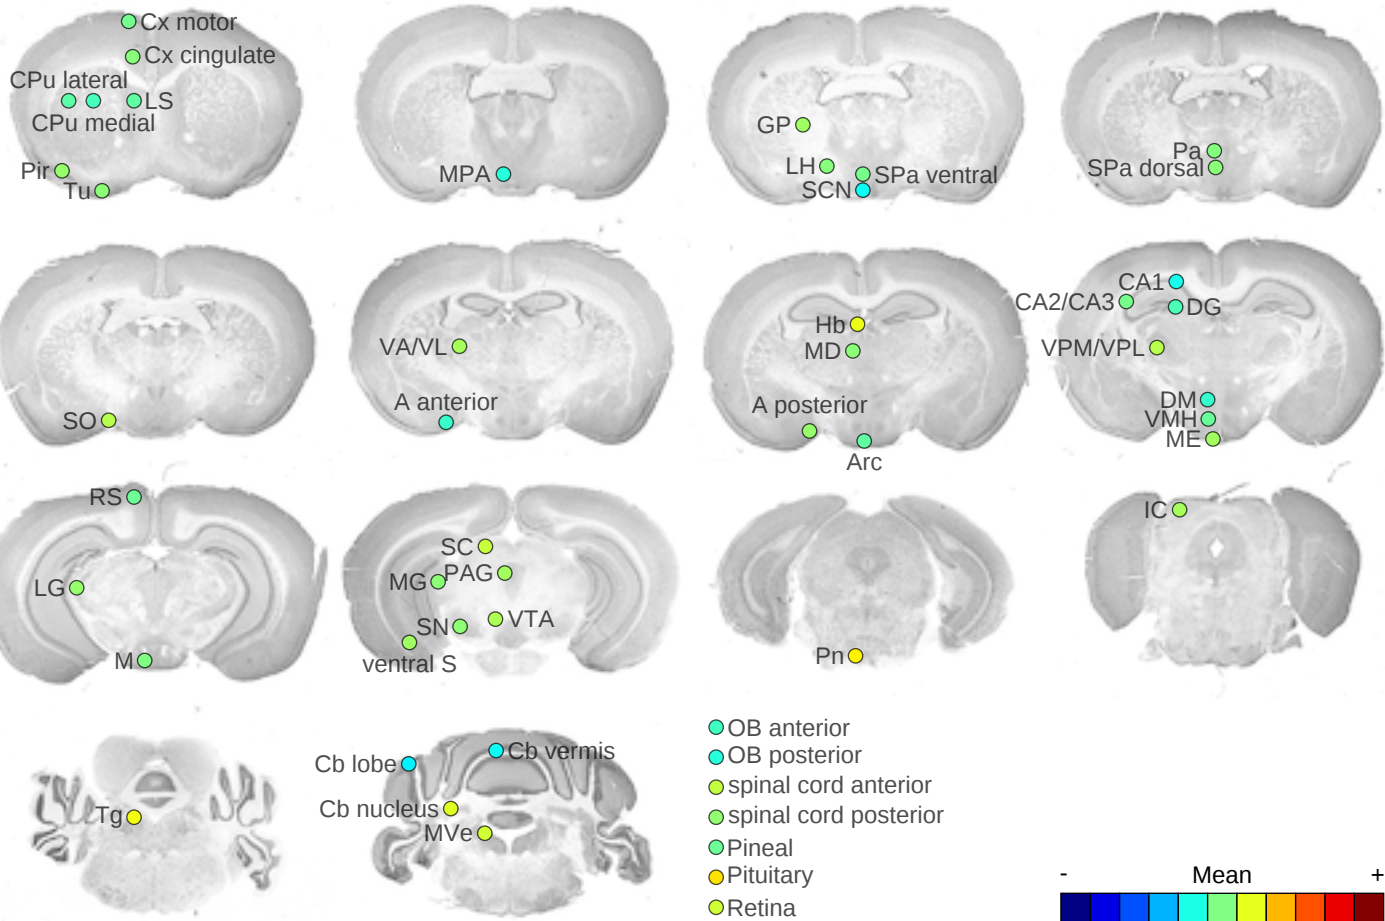 Cx motor
Cx cingulate
CPu lateral
LS
CPu medial
Pir
Tu
MPA
GP
LH
SPa ventral
SCN
Pa
SPa dorsal
SO
VA/VL
A anterior
Hb
MD
A posterior
Arc
CA1
CA2/CA3
DG
VPM/VPL
DM
VMH
ME
RS
LG
M
SC
MG
PAG
SN
VTA
ventral S
Pn
IC
Tg
Cb lobe
Cb vermis
Cb nucleus
MVe
OB anterior
OB posterior
spinal cord anterior
spinal cord posterior
Pineal
Pituitary
Retina
- Mean +